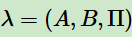 λ = (A, B, Π)